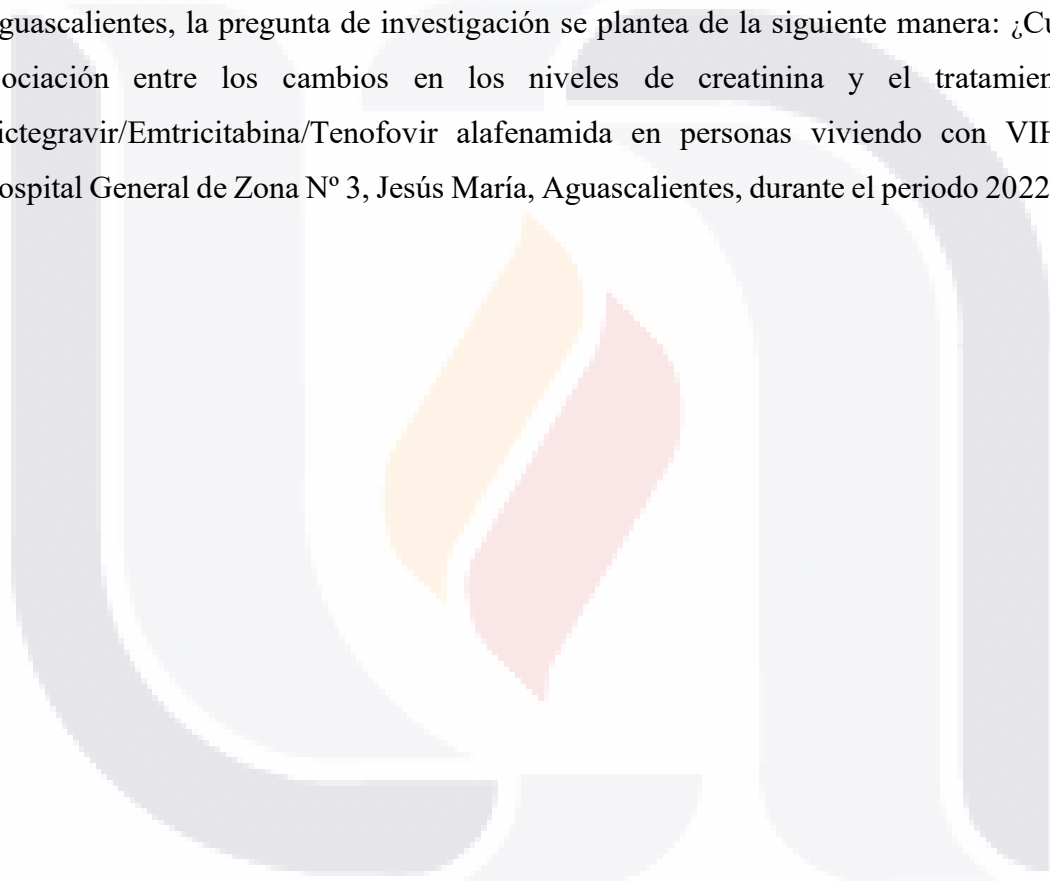 guascalientes, la pregunta de investigación se plantea de la siguiente manera: ¿Cu
ociación entre los cambios en los niveles de creatinina y el tratamien
ictegravir/Emtricitabina/Tenofovir alafenamida en personas viviendo con VIH
ospital General de Zona Nº 3, Jesús María, Aguascalientes, durante el periodo 2022